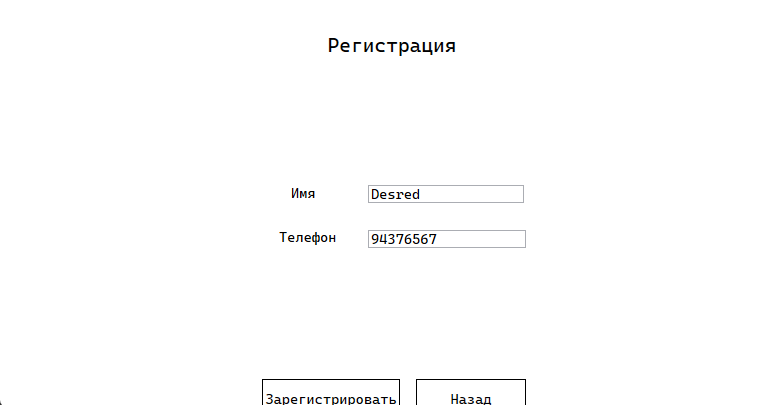 Регистрация
Имя Desred
Телефон 94376567
Зарегистрировать Назад